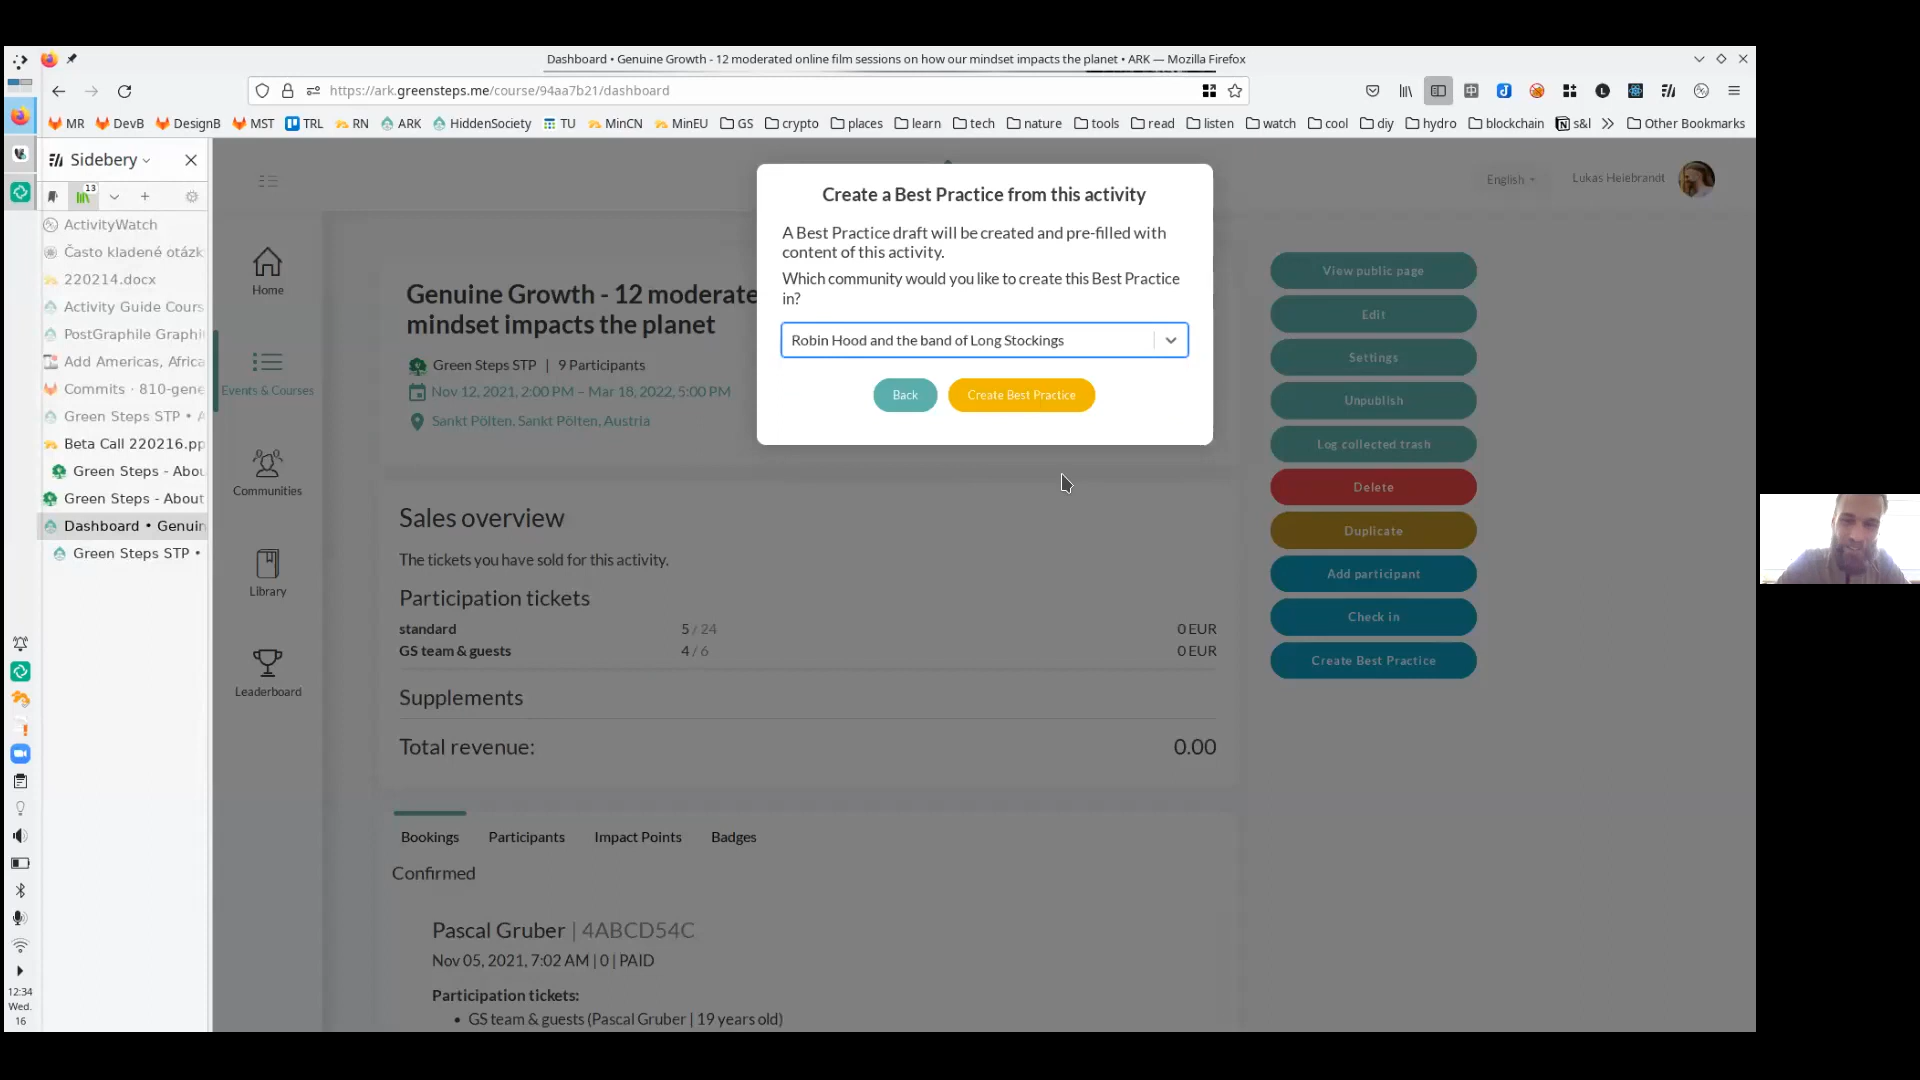 Dashboard • Genuine Growth - 12 moderated online film sessions on how our mindset impacts the planet • ARK — Mozilla Firefox
https://ark.greensteps.me/course/94aa7b21/dashboard
MR DevB DesignB MST TRL RN ARK HiddenSociety TU MinCN MinEU GS crypto places learn tech nature tools read listen watch cool diy hydro blockchain s&l Other Bookmarks
Sidebery
13
ActivityWatch
Často kladené otázk
220214.docx
Activity Guide Cours
PostGraphile Graphi
Add Americas, Africa
Commits · 810-gene
Green Steps STP • A
Beta Call 220216.pp
Green Steps - Abou
Green Steps - About
Dashboard • Genuin
Green Steps STP •
12:34
Wed.
16
Home
Events & Courses
Communities
Library
Leaderboard
English
Lukas Heiebrandt
Create a Best Practice from this activity
A Best Practice draft will be created and pre-filled with
content of this activity.
Which community would you like to create this Best Practice
in?
Robin Hood and the band of Long Stockings
Back Create Best Practice
Genuine Growth - 12 moderate
mindset impacts the planet
Green Steps STP | 9 Participants
Nov 12, 2021, 2:00 PM – Mar 18, 2022, 5:00 PM
Sankt Pölten, Sankt Pölten, Austria
View public page
Edit
Settings
Unpublish
Log collected trash
Delete
Duplicate
Add participant
Check in
Create Best Practice
Sales overview
The tickets you have sold for this activity.
Participation tickets
standard 5 / 24 0 EUR
GS team & guests 4 / 6 0 EUR
Supplements
Total revenue: 0.00
Bookings Participants Impact Points Badges
Confirmed
Pascal Gruber | 4ABCD54C
Nov 05, 2021, 7:02 AM | 0 | PAID
Participation tickets:
• GS team & guests (Pascal Gruber | 19 years old)